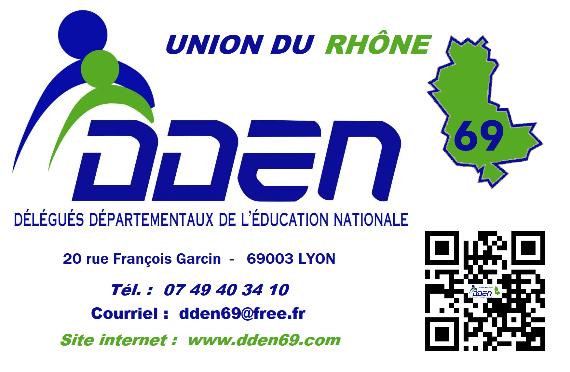 UNION DU RHÔNE
69
DDEN
DÉLÉGUÉS DÉPARTEMENTAUX DE L'ÉDUCATION NATIONALE
20 rue François Garcin - 69003 LYON
Tél. : 07 49 40 34 10
Courriel : dden69@free.fr
Site internet : www.dden69.com
DDEN